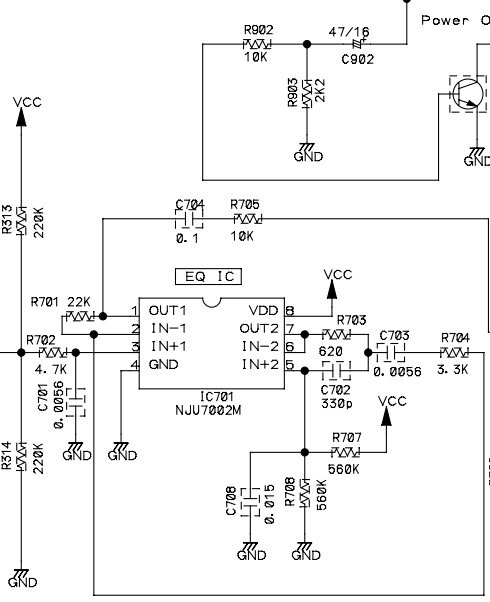 R902
10K
47/16
C902
Power O
R903
2K2
GND
GND
VCC
R313
220K
C704
0.1
R705
10K
EQ IC
VCC
R701 22K
1 OUT1 VDD 8
2 IN-1 OUT2 7
3 IN+1 IN-2 6
4 GND IN+2 5
IC701
NJU7002M
R703
620
C703
0.0056
R704
3.3K
C702
330p
R702
4.7K
C701
0.0056
GND
GND
R314
220K
GND
VCC
R707
560K
C708
0.015
R708
560K
GND
GND